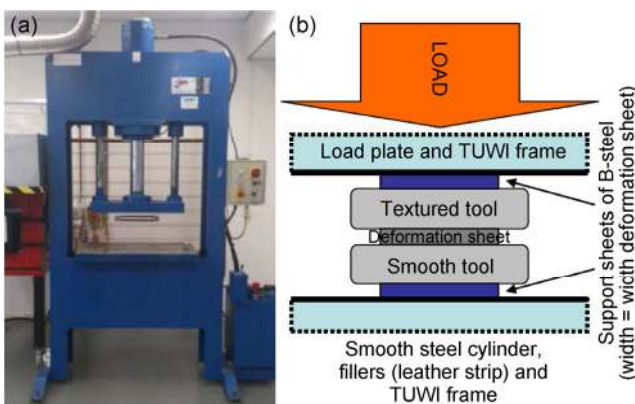 (a)
(b)
LOAD
Load plate and TUWI frame
Textured tool
Deformation sheet
Smooth tool
Smooth steel cylinder,
fillers (leather strip) and
TUWI frame
Support sheets of B-steel
(width = wicth deformation sheet)